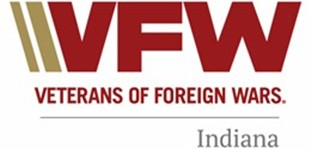 VFW
VETERANS OF FOREIGN WARS.
Indiana